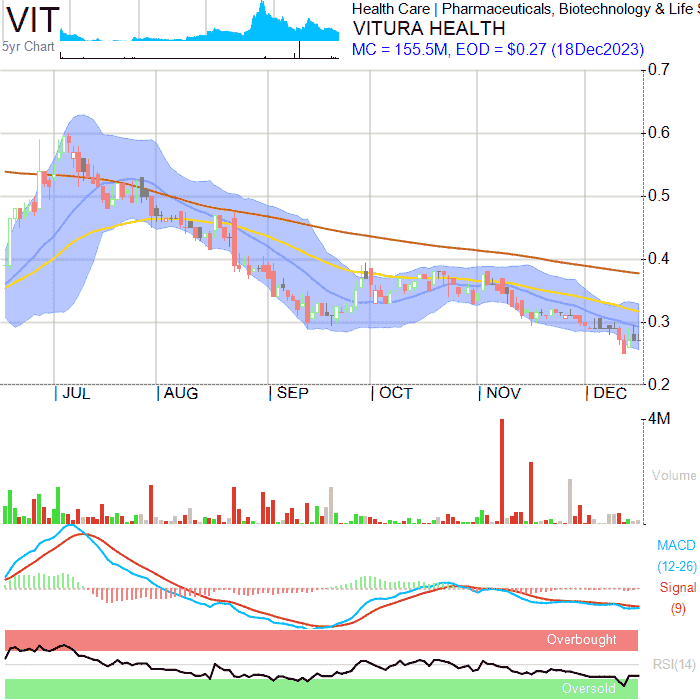 VIT
5yr Chart
Health Care | Pharmaceuticals, Biotechnology & Life S
VITURA HEALTH
MC = 155.5M, EOD = $0.27 (18Dec2023)
0.7
0.6
0.5
0.4
0.3
0.2
JUL AUG SEP OCT NOV DEC
4M
Volume
MACD
(12-26)
Signal
(9)
Overbought
RSI(14)
Oversold